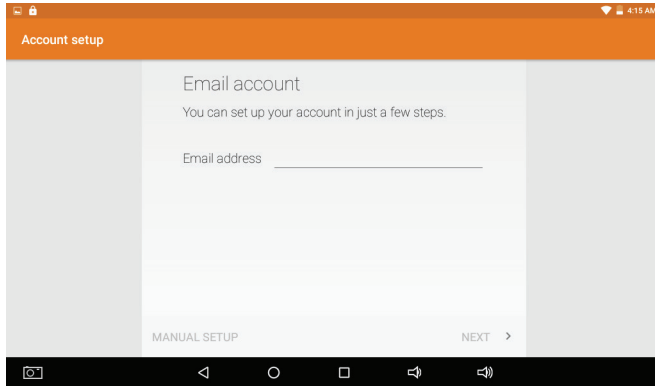 4:15 AM
Account setup
Email account
You can set up your account in just a few steps.
Email address
MANUAL SETUP
NEXT